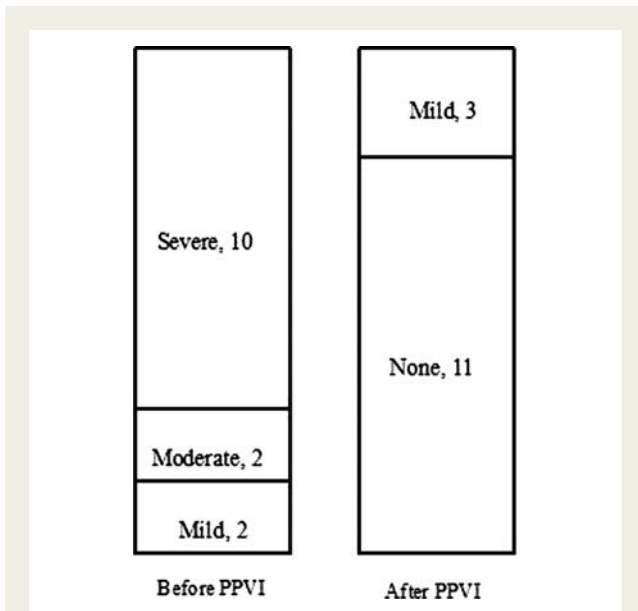 Severe, 10
Moderate, 2
Mild, 2
Before PPVI
Mild, 3
None, 11
After PPVI